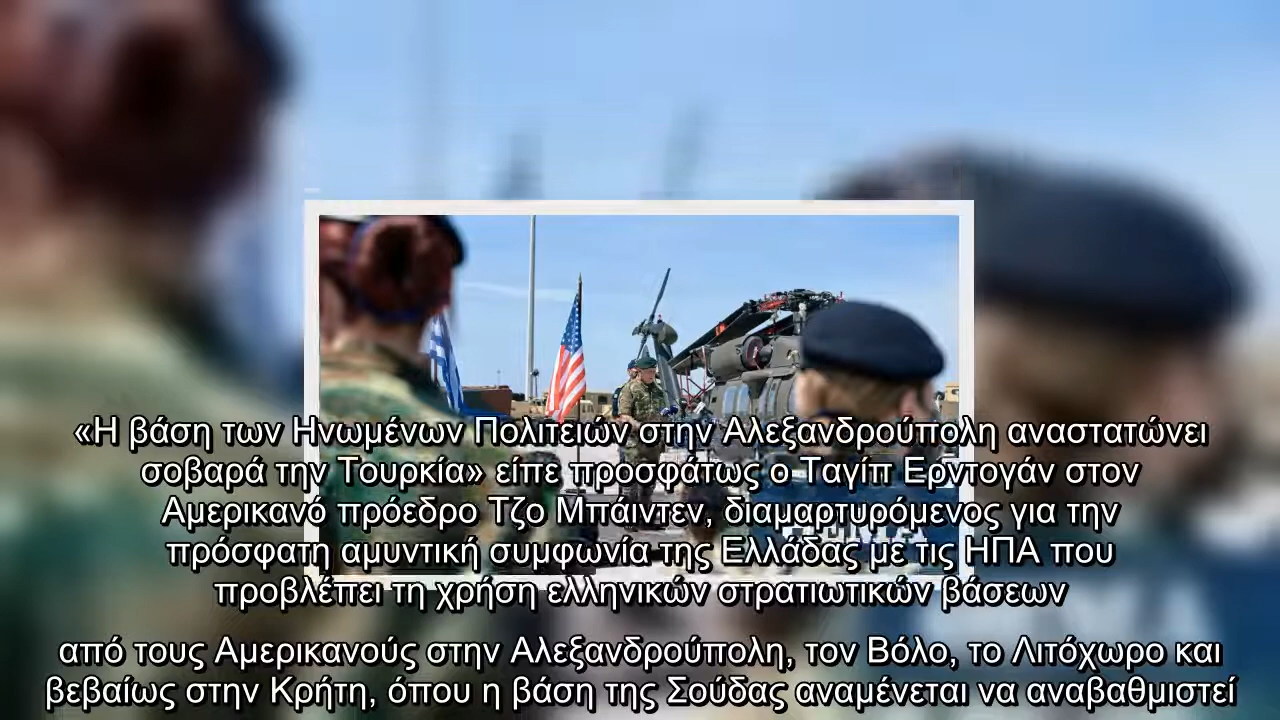 «Η βάση των Ηνωμένων Πολιτειών στην Αλεξανδρούπολη αναστατώνει
σοβαρά την Τουρκία» είπε προσφάτως ο Ταγίπ Ερντογάν στον
Αμερικανό πρόεδρο Τζο Μπάιντεν, διαμαρτυρόμενος για την
πρόσφατη αμυντική συμφωνία της Ελλάδας με τις ΗΠΑ που
προβλέπει τη χρήση ελληνικών στρατιωτικών βάσεων
από τους Αμερικανούς στην Αλεξανδρούπολη, τον Βόλο, το Λιτόχωρο και
βεβαίως στην Κρήτη, όπου η βάση της Σούδας αναμένεται να αναβαθμιστεί